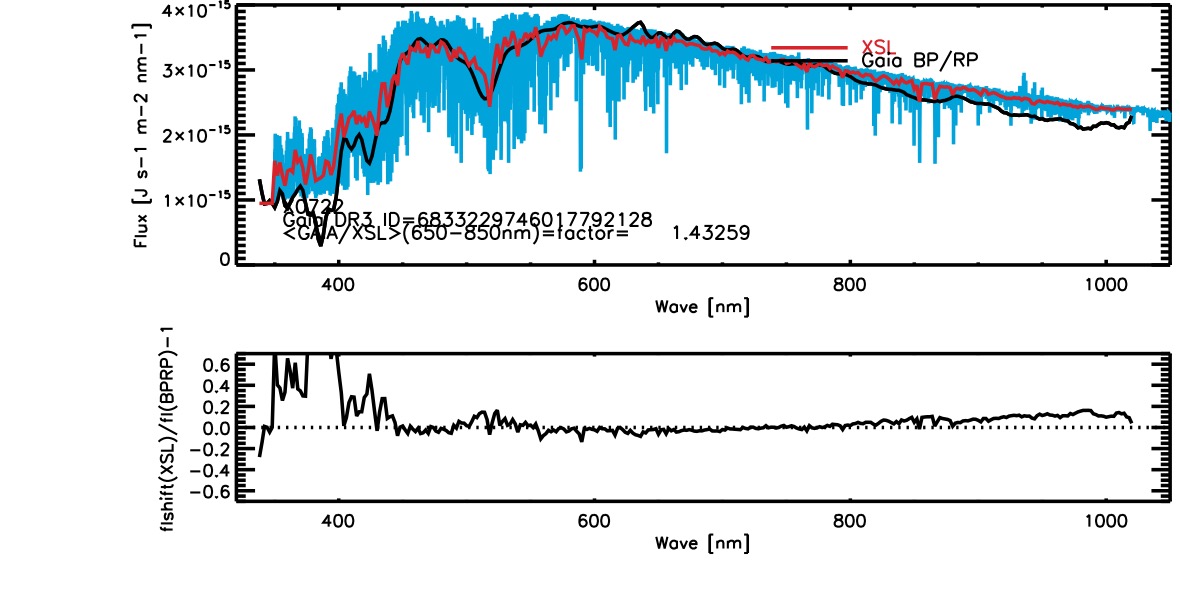 4×10⁻¹⁵
3×10⁻¹⁵
2×10⁻¹⁵
1×10⁻¹⁵
0
Flux [J s−1 m−2 nm−1]
XSL
Gaia BP/RP
X0722
Gaia DR3 ID=6833229746017792128
<GAIA/XSL>(650−850nm)=factor= 1.43259
400 600 800 1000
Wave [nm]
flshift(XSL)/fl(BPRP)−1
0.6
0.4
0.2
0.0
−0.2
−0.4
−0.6
400 600 800 1000
Wave [nm]